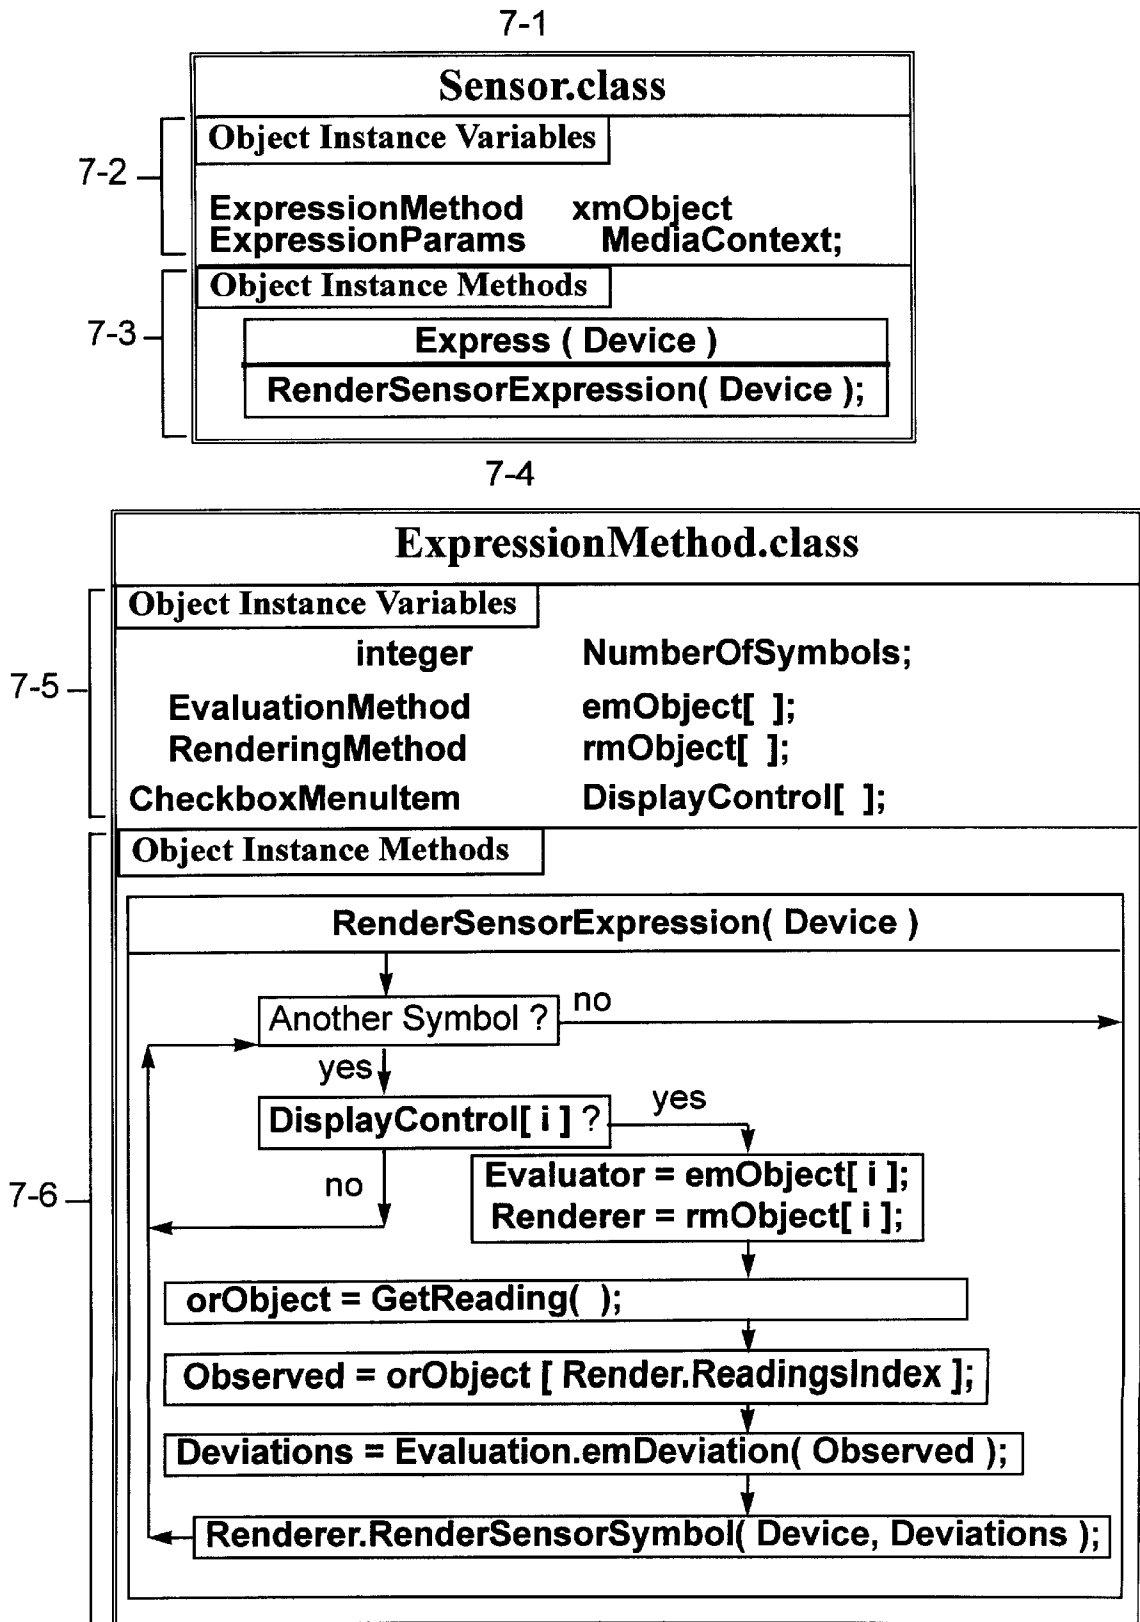 7-1
Sensor.class
Object Instance Variables
7-2
ExpressionMethod xmObject
ExpressionParams MediaContext;
Object Instance Methods
7-3
Express ( Device )
RenderSensorExpression( Device );
7-4
ExpressionMethod.class
Object Instance Variables
integer NumberOfSymbols;
7-5
EvaluationMethod emObject[ ];
RenderingMethod rmObject[ ];
CheckboxMenuItem DisplayControl[ ];
Object Instance Methods
RenderSensorExpression( Device )
Another Symbol ?
no
yes
DisplayControl[ i ] ?
yes
no
7-6
Evaluator = emObject[ i ];
Renderer = rmObject[ i ];
orObject = GetReading( );
Observed = orObject [ Render.ReadingsIndex ];
Deviations = Evaluation.emDeviation( Observed );
Renderer.RenderSensorSymbol( Device, Deviations );